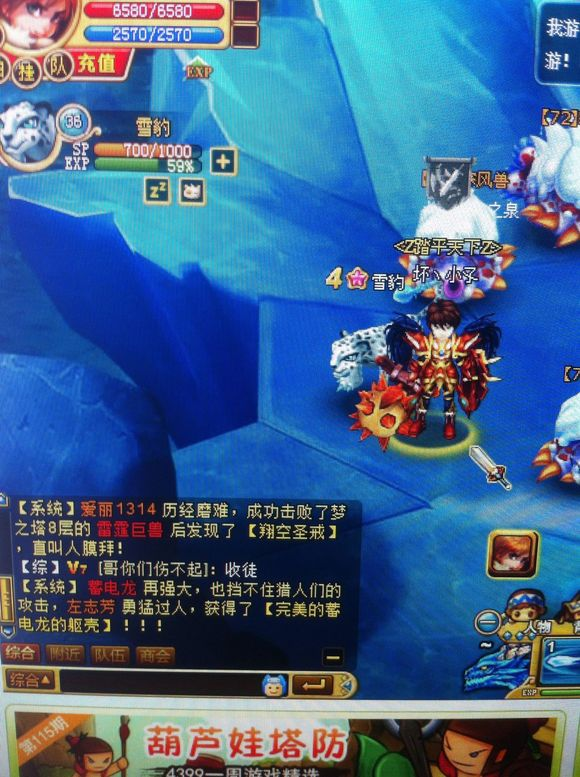 6580/6580
2570/2570
挂
队
充值
EXP
36
雪豹
SP
700/1000
EXP
59%
zz
我游
游!
【72】
风兽
之泉
<Z踏平天下Z>
4 雪豹
坏、小孓
【系统】爱丽1314 历经磨难，成功击败了梦
之塔8层的 雷霆巨兽 后发现了 【翔空圣戒】
，直叫人膜拜！
【综】V7 [哥你们伤不起]：收徒
【系统】 蓄电龙 再强大，也挡不住猎人们的
攻击，左志芳 勇猛过人，获得了【完美的蓄
电龙的躯壳】！！！
综合 附近 队伍 商会
综合
人物
1
EXP
第115期
葫芦娃塔防
4399一周游戏精选